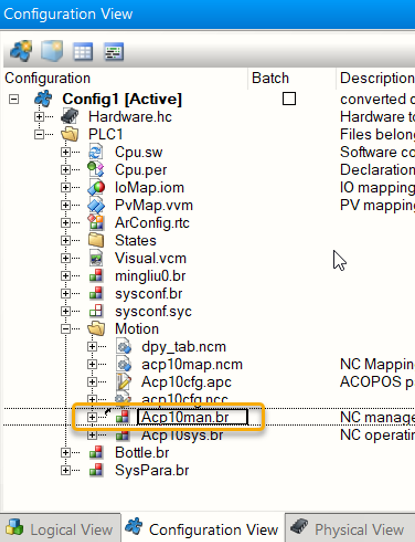 Configuration View
Configuration Batch Description
Config1 [Active] converted c
Hardware.hc Hardware to
PLC1 Files belong
Cpu.sw Software co
Cpu.per Declaration
IoMap.iom IO mapping
PvMap.vvm PV mapping
ArConfig.rtc
States
Visual.vcm
mingliu0.br
sysconf.br
sysconf.syc
Motion
dpy_tab.ncm
acp10map.ncm NC Mapping
Acp10cfg.apc ACOPOS pa
acp10cfg.ncc
Acp10man.br NC manage
Acp10sys.br NC operatin
Bottle.br
SysPara.br
Logical View Configuration View Physical View